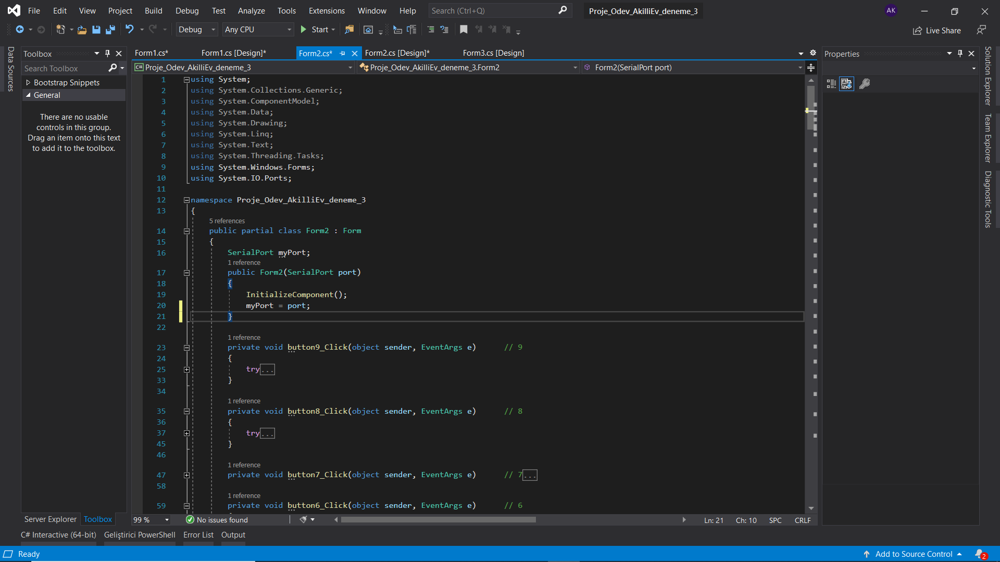 File Edit View Project Build Debug Test Analyze Tools Extensions Window Help Search (Ctrl+Q) Proje_Odev_AkilliEv_deneme_3 AK
Debug Any CPU Start Live Share
Data Sources
Toolbox
Search Toolbox
Bootstrap Snippets
General
There are no usable
controls in this group.
Drag an item onto this text
to add it to the toolbox.
Server Explorer Toolbox
Form1.cs* Form1.cs [Design]* Form2.cs* Form2.cs [Design]* Form3.cs [Design]
C# Proje_Odev_AkilliEv_deneme_3 Proje_Odev_AkilliEv_deneme_3.Form2 Form2(SerialPort port)
1 using System;
2 using System.Collections.Generic;
3 using System.ComponentModel;
4 using System.Data;
5 using System.Drawing;
6 using System.Linq;
7 using System.Text;
8 using System.Threading.Tasks;
9 using System.Windows.Forms;
10 using System.IO.Ports;
11
12 namespace Proje_Odev_AkilliEv_deneme_3
13 {
5 references
14 public partial class Form2 : Form
15 {
16 SerialPort myPort;
1 reference
17 public Form2(SerialPort port)
18 {
19 InitializeComponent();
20 myPort = port;
21 }
22
1 reference
23 private void button9_Click(object sender, EventArgs e) // 9
24 {
25 try...
33 }
34
1 reference
35 private void button8_Click(object sender, EventArgs e) // 8
36 {
37 try...
45 }
46
1 reference
47 private void button7_Click(object sender, EventArgs e) // 7...
58
1 reference
59 private void button6_Click(object sender, EventArgs e) // 6
99 % No issues found Ln: 21 Ch: 10 SPC CRLF
Properties
Solution Explorer
Team Explorer
Diagnostic Tools
C# Interactive (64-bit) Geliştirici PowerShell Error List Output
Ready Add to Source Control 2